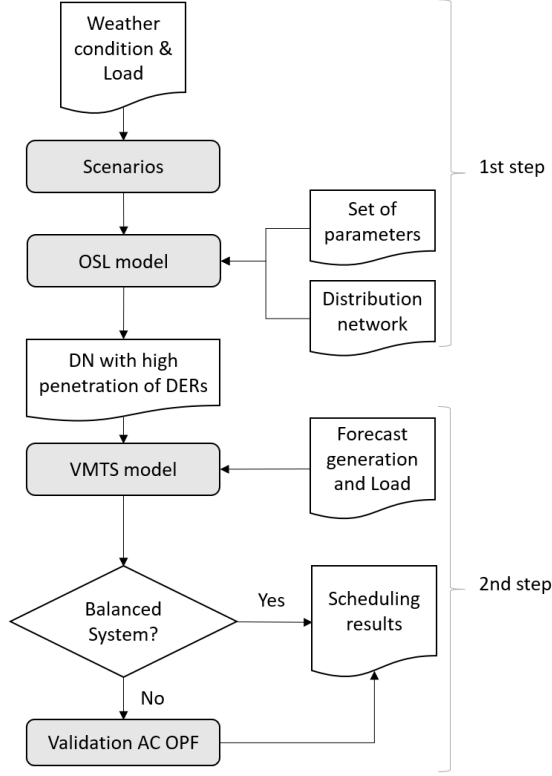 Weather
condition &
Load
Scenarios
1st step
Set of
parameters
OSL model
Distribution
network
DN with high
penetration of DERs
Forecast
generation
and Load
VMTS model
2nd step
Balanced
System?
Yes
Scheduling
results
No
Validation AC OPF